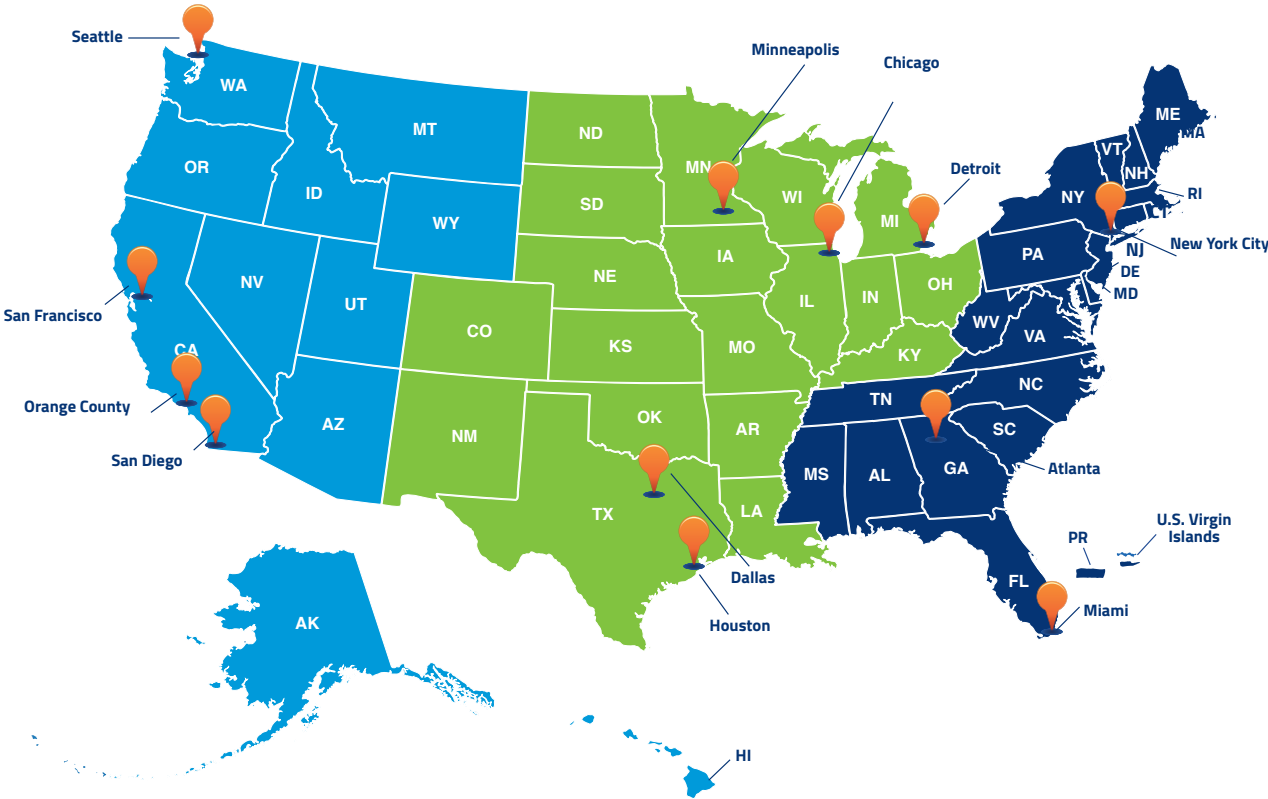 Seattle
Minneapolis
Chicago
WA
MT
ND
MN
ME
MA
VT
NH
OR
ID
WY
SD
WI
MI
Detroit
NY
RI
CT
New York City
NV
UT
NE
IA
IL
IN
OH
PA
NJ
DE
MD
San Francisco
CA
CO
KS
MO
KY
WV
VA
Orange County
AZ
NM
OK
AR
TN
NC
SC
San Diego
TX
LA
MS
AL
GA
Atlanta
PR
U.S. Virgin
Islands
Dallas
Houston
FL
Miami
AK
HI